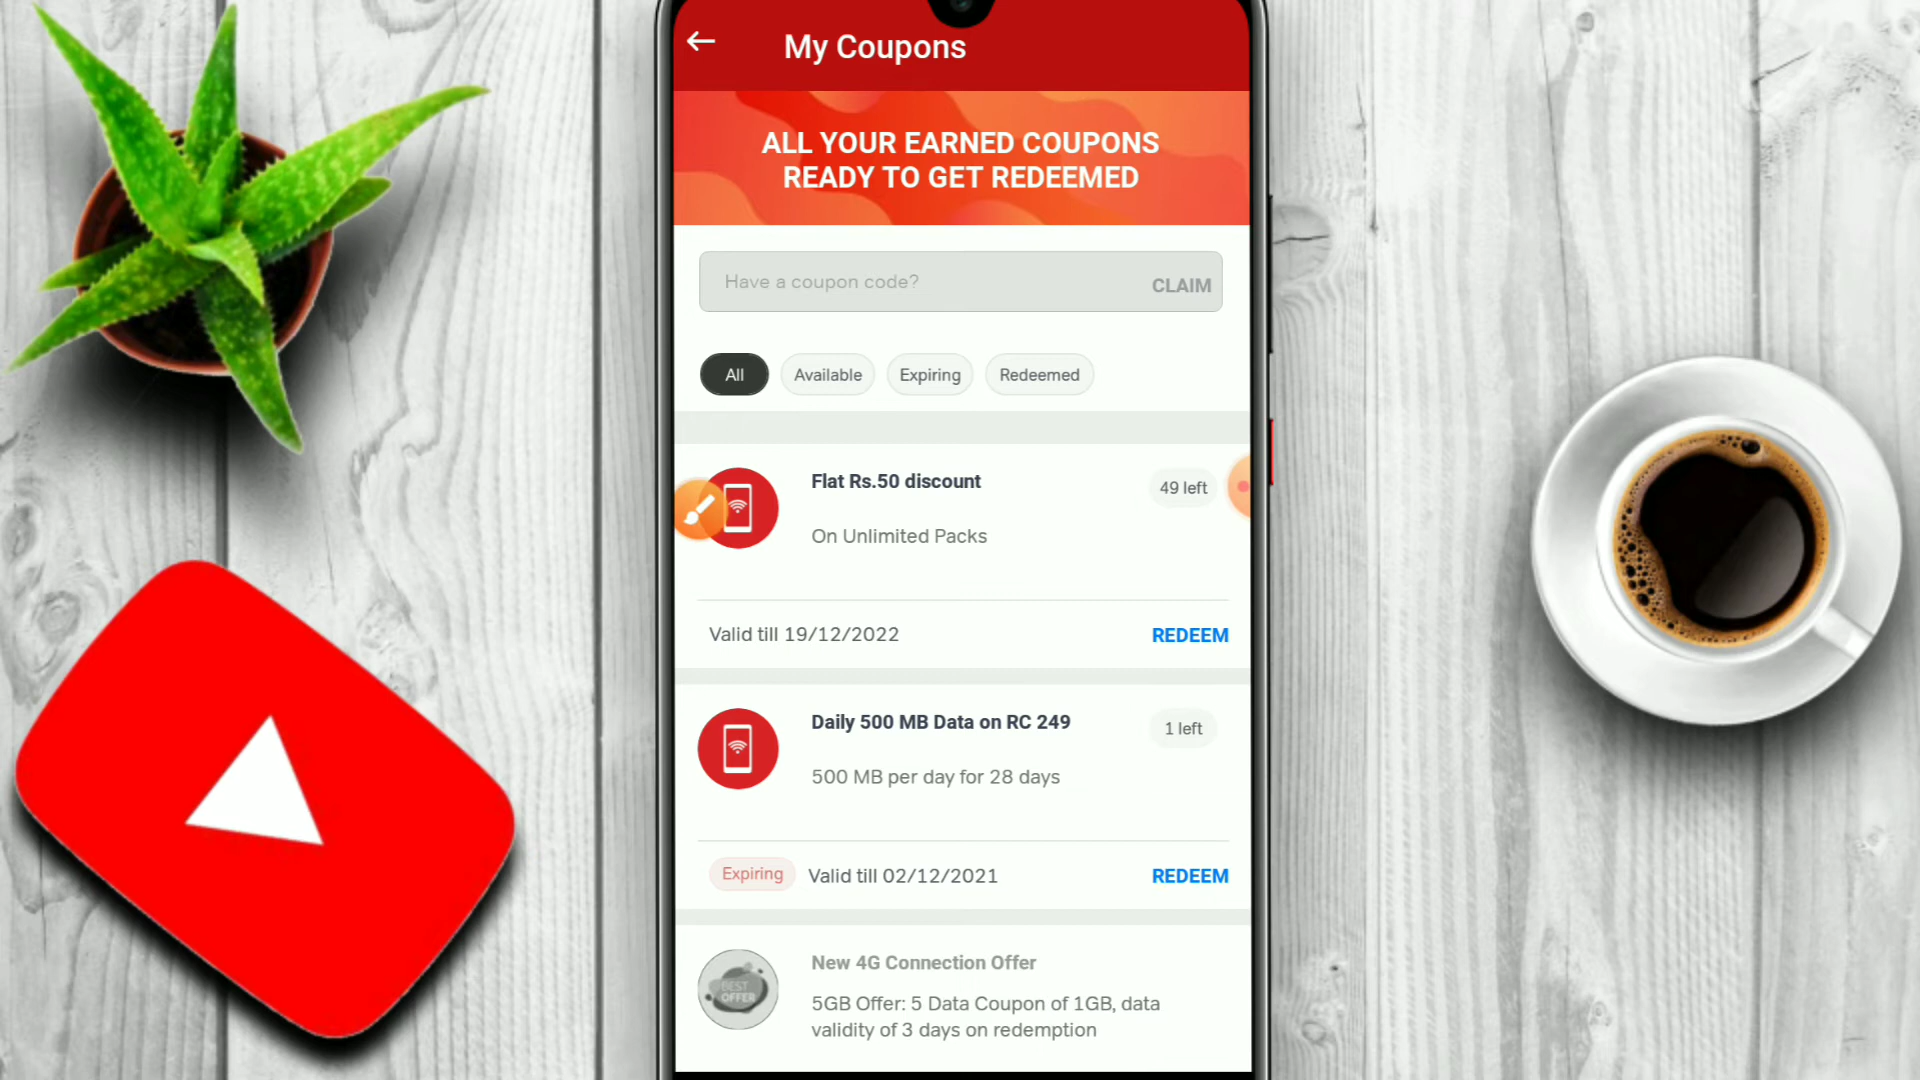 My Coupons
ALL YOUR EARNED COUPONS
READY TO GET REDEEMED
Have a coupon code?
CLAIM
All
Available
Expiring
Redeemed
Flat Rs.50 discount
49 left
On Unlimited Packs
Valid till 19/12/2022
REDEEM
Daily 500 MB Data on RC 249
1 left
500 MB per day for 28 days
Expiring
Valid till 02/12/2021
REDEEM
New 4G Connection Offer
BEST
OFFER
5GB Offer: 5 Data Coupon of 1GB, data
validity of 3 days on redemption